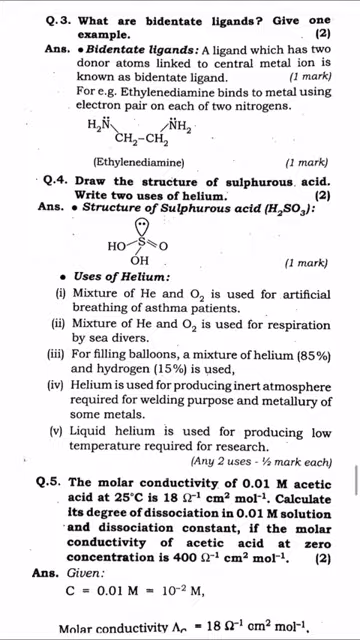 Q.3. What are bidentate ligands? Give one
example. (2)
Ans. • Bidentate ligands: A ligand which has two
donor atoms linked to central metal ion is
known as bidentate ligand. (1 mark)
For e.g. Ethylenediamine binds to metal using
electron pair on each of two nitrogens.
H₂N̈ N̈H₂
CH₂–CH₂
(Ethylenediamine) (1 mark)
Q.4. Draw the structure of sulphurous acid.
Write two uses of helium. (2)
Ans. • Structure of Sulphurous acid (H₂SO₃):
HO–S=O
OH (1 mark)
• Uses of Helium:
(i) Mixture of He and O₂ is used for artificial
breathing of asthma patients.
(ii) Mixture of He and O₂ is used for respiration
by sea divers.
(iii) For filling balloons, a mixture of helium (85%)
and hydrogen (15%) is used,
(iv) Helium is used for producing inert atmosphere
required for welding purpose and metallury of
some metals.
(v) Liquid helium is used for producing low
temperature required for research.
(Any 2 uses - ½ mark each)
Q.5. The molar conductivity of 0.01 M acetic
acid at 25°C is 18 Ω⁻¹ cm² mol⁻¹. Calculate
its degree of dissociation in 0.01 M solution
and dissociation constant, if the molar
conductivity of acetic acid at zero
concentration is 400 Ω⁻¹ cm² mol⁻¹. (2)
Ans. Given:
C = 0.01 M = 10⁻² M,
Molar conductivity Λc = 18 Ω⁻¹ cm² mol⁻¹,